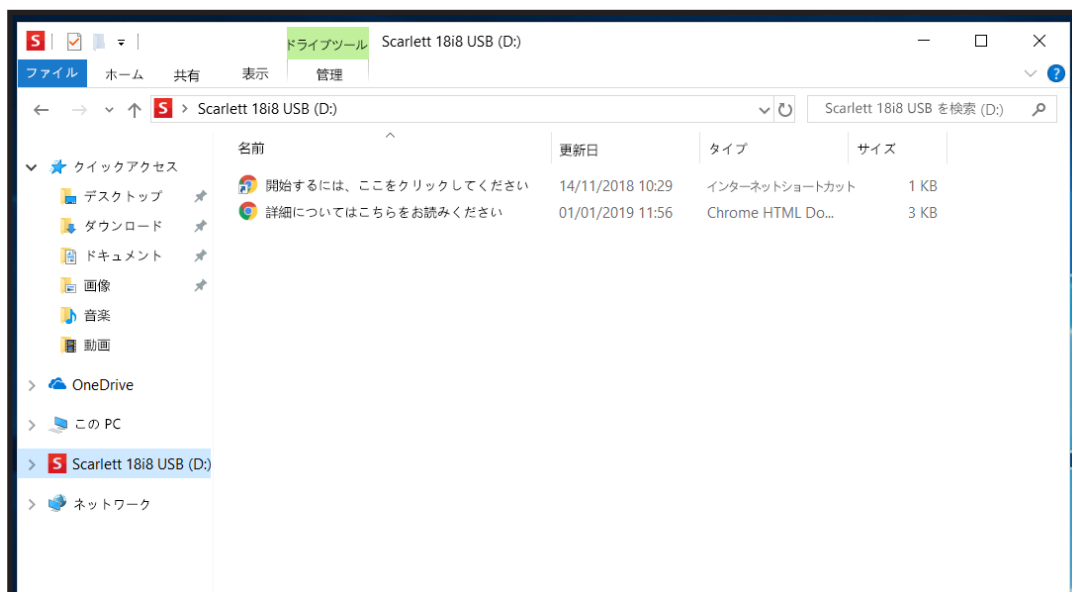 S
ドライブツール Scarlett 18i8 USB (D:)
ファイル ホーム 共有 表示 管理
?
S Scarlett 18i8 USB (D:) Scarlett 18i8 USB を検索 (D:)
名前 更新日 タイプ サイズ
クイックアクセス
開始するには、ここをクリックしてください 14/11/2018 10:29 インターネットショートカット 1 KB
デスクトップ
詳細についてはこちらをお読みください 01/01/2019 11:56 Chrome HTML Do... 3 KB
ダウンロード
ドキュメント
画像
音楽
動画
OneDrive
この PC
S Scarlett 18i8 USB (D:)
ネットワーク